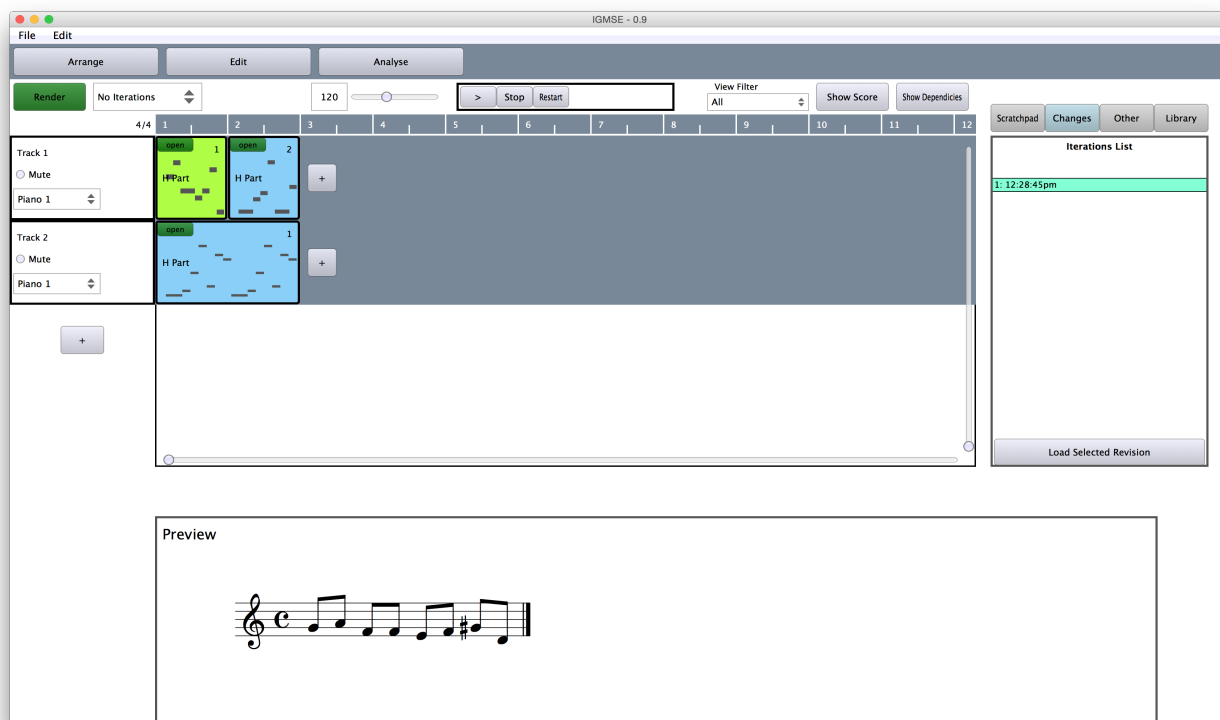 IGMSE - 0.9
File Edit
Arrange Edit Analyse
Render No Iterations 120 > Stop Restart View Filter All Show Score Show Dependicies
4/4 1 2 3 4 5 6 7 8 9 10 11 12
Scratchpad Changes Other Library
Track 1
Mute
Piano 1
open 1
H Part
open 2
H Part
+
Track 2
Mute
Piano 1
open 1
H Part
+
+
Iterations List
1: 12:28:45pm
Load Selected Revision
Preview